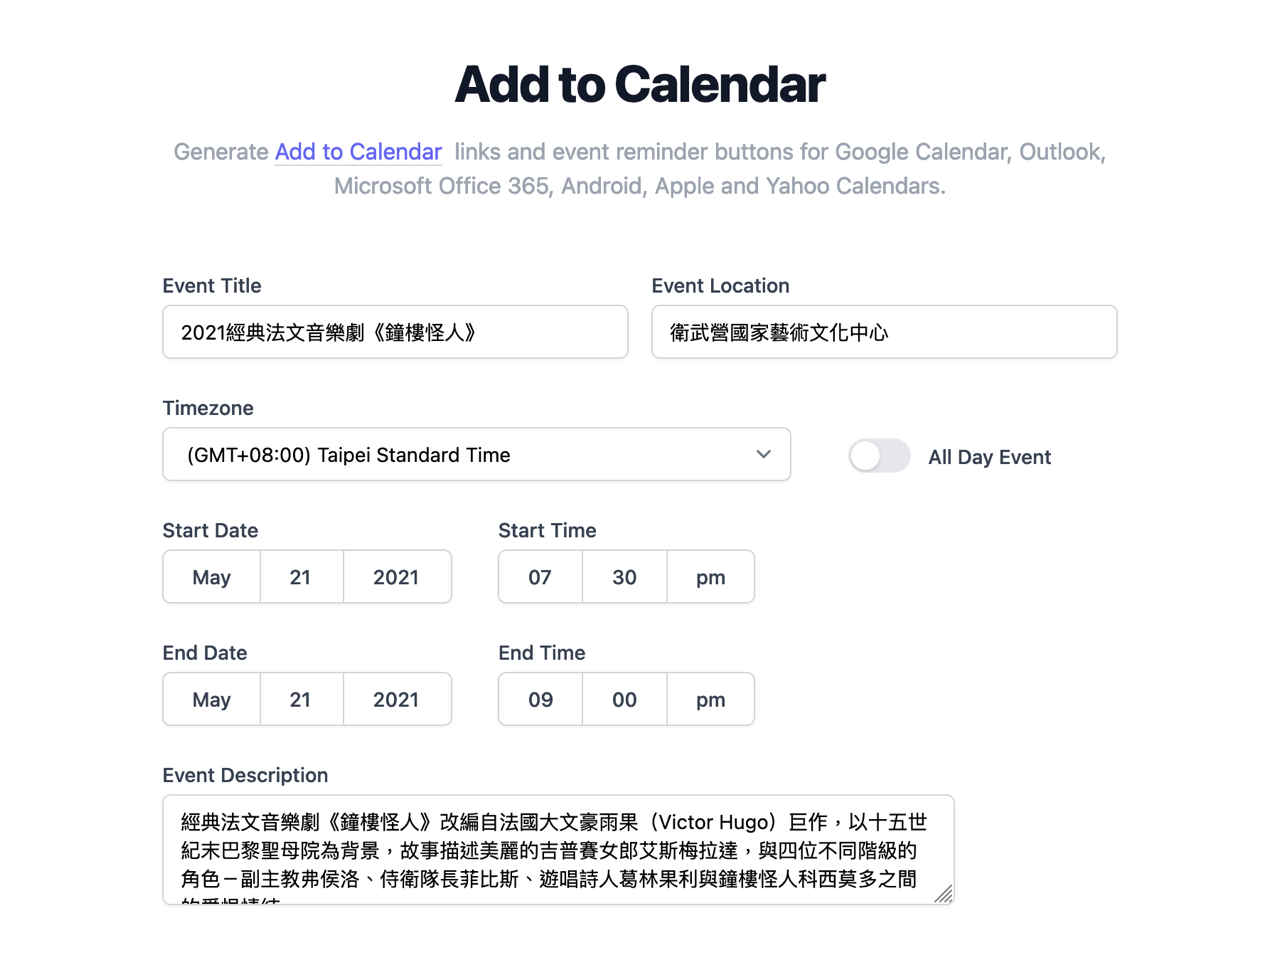 Add to Calendar
Generate Add to Calendar links and event reminder buttons for Google Calendar, Outlook,
Microsoft Office 365, Android, Apple and Yahoo Calendars.
Event Title
Event Location
2021經典法文音樂劇《鐘樓怪人》
衛武營國家藝術文化中心
Timezone
(GMT+08:00) Taipei Standard Time
All Day Event
Start Date
Start Time
May 21 2021
07 30 pm
End Date
End Time
May 21 2021
09 00 pm
Event Description
經典法文音樂劇《鐘樓怪人》改編自法國大文豪雨果（Victor Hugo）巨作，以十五世
紀末巴黎聖母院為背景，故事描述美麗的吉普賽女郎艾斯梅拉達，與四位不同階級的
角色－副主教弗侯洛、侍衛隊長菲比斯、遊唱詩人葛林果利與鐘樓怪人科西莫多之間